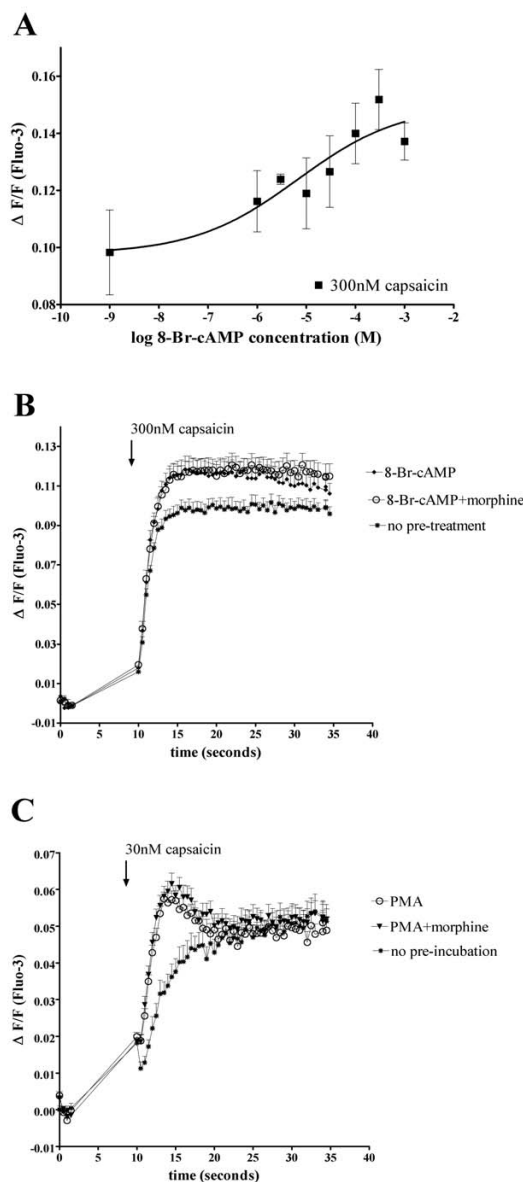 A
0.16
0.14
0.12
0.10
0.08
Δ F/F (Fluo-3)
300nM capsaicin
-10 -9 -8 -7 -6 -5 -4 -3 -2
log 8-Br-cAMP concentration (M)
B
300nM capsaicin
0.13
0.11
0.09
0.07
0.05
0.03
0.01
-0.01
Δ F/F (Fluo-3)
8-Br-cAMP
8-Br-cAMP+morphine
no pre-treatment
0 5 10 15 20 25 30 35 40
time (seconds)
C
30nM capsaicin
0.07
0.06
0.05
0.04
0.03
0.02
0.01
0.00
-0.01
Δ F/F (Fluo-3)
PMA
PMA+morphine
no pre-incubation
0 5 10 15 20 25 30 35 40
time (seconds)